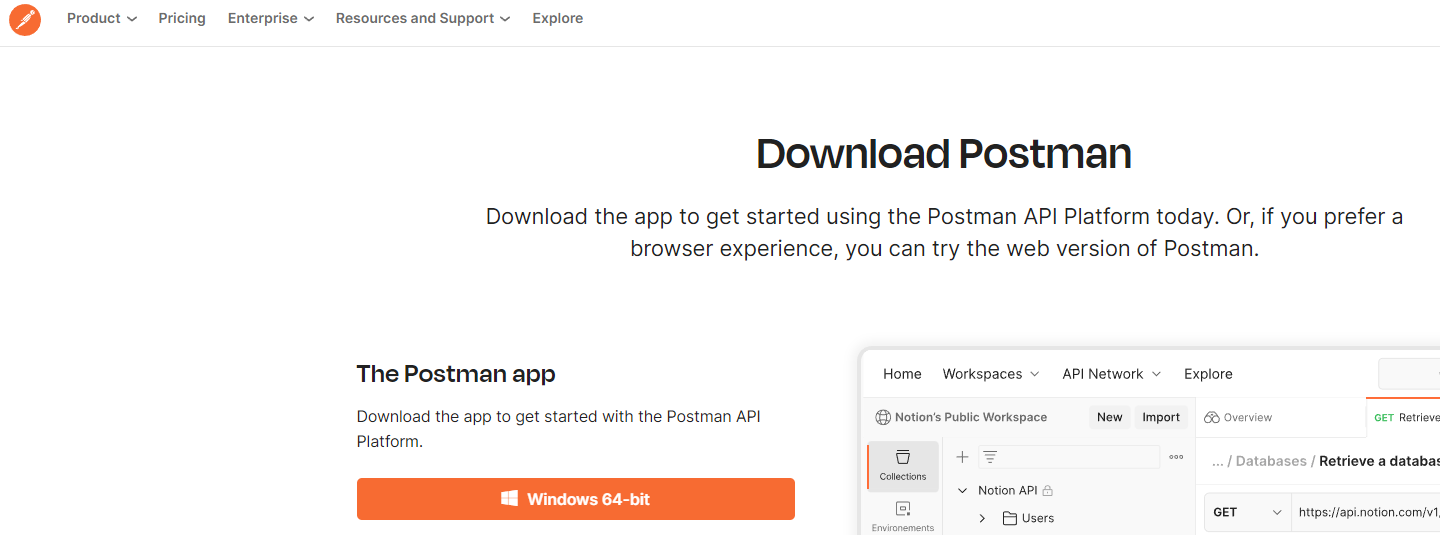 Product
Pricing
Enterprise
Resources and Support
Explore
Download Postman
Download the app to get started using the Postman API Platform today. Or, if you prefer a
browser experience, you can try the web version of Postman.
The Postman app
Download the app to get started with the Postman API
Platform.
Windows 64-bit
Home
Workspaces
API Network
Explore
Notion's Public Workspace
New
Import
Overview
GET Retrieve
Collections
... / Databases / Retrieve a databas
Notion API
Users
Environements
GET
https://api.notion.com/v1/